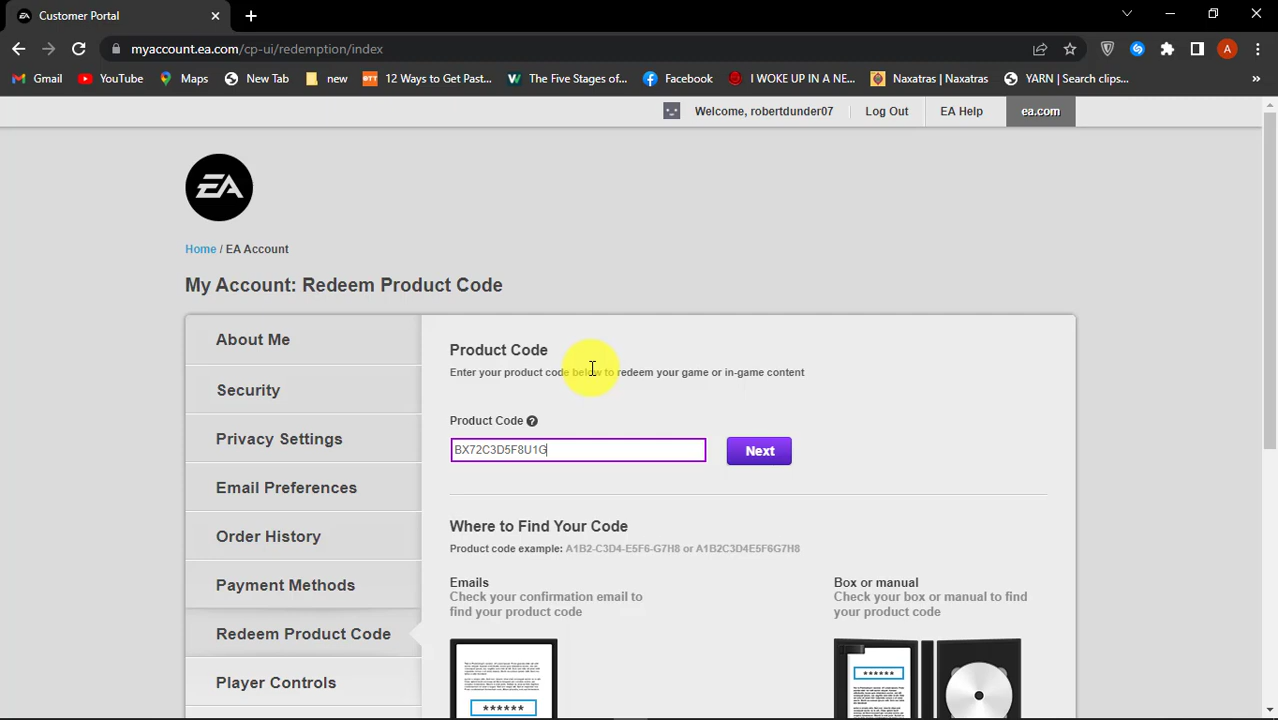 Customer Portal
myaccount.ea.com/cp-ui/redemption/index
A
Gmail YouTube Maps New Tab new 12 Ways to Get Past... The Five Stages of... Facebook I WOKE UP IN A NE... Naxatras | Naxatras YARN | Search clips...
Welcome, robertdunder07 Log Out EA Help ea.com
EA
Home / EA Account
My Account: Redeem Product Code
About Me
Security
Privacy Settings
Email Preferences
Order History
Payment Methods
Redeem Product Code
Player Controls
Product Code
Enter your product code below to redeem your game or in-game content
Product Code ?
BX72C3D5F8U1G
Next
Where to Find Your Code
Product code example: A1B2-C3D4-E5F6-G7H8 or A1B2C3D4E5F6G7H8
Emails
Check your confirmation email to
find your product code
******
Box or manual
Check your box or manual to find
your product code
******